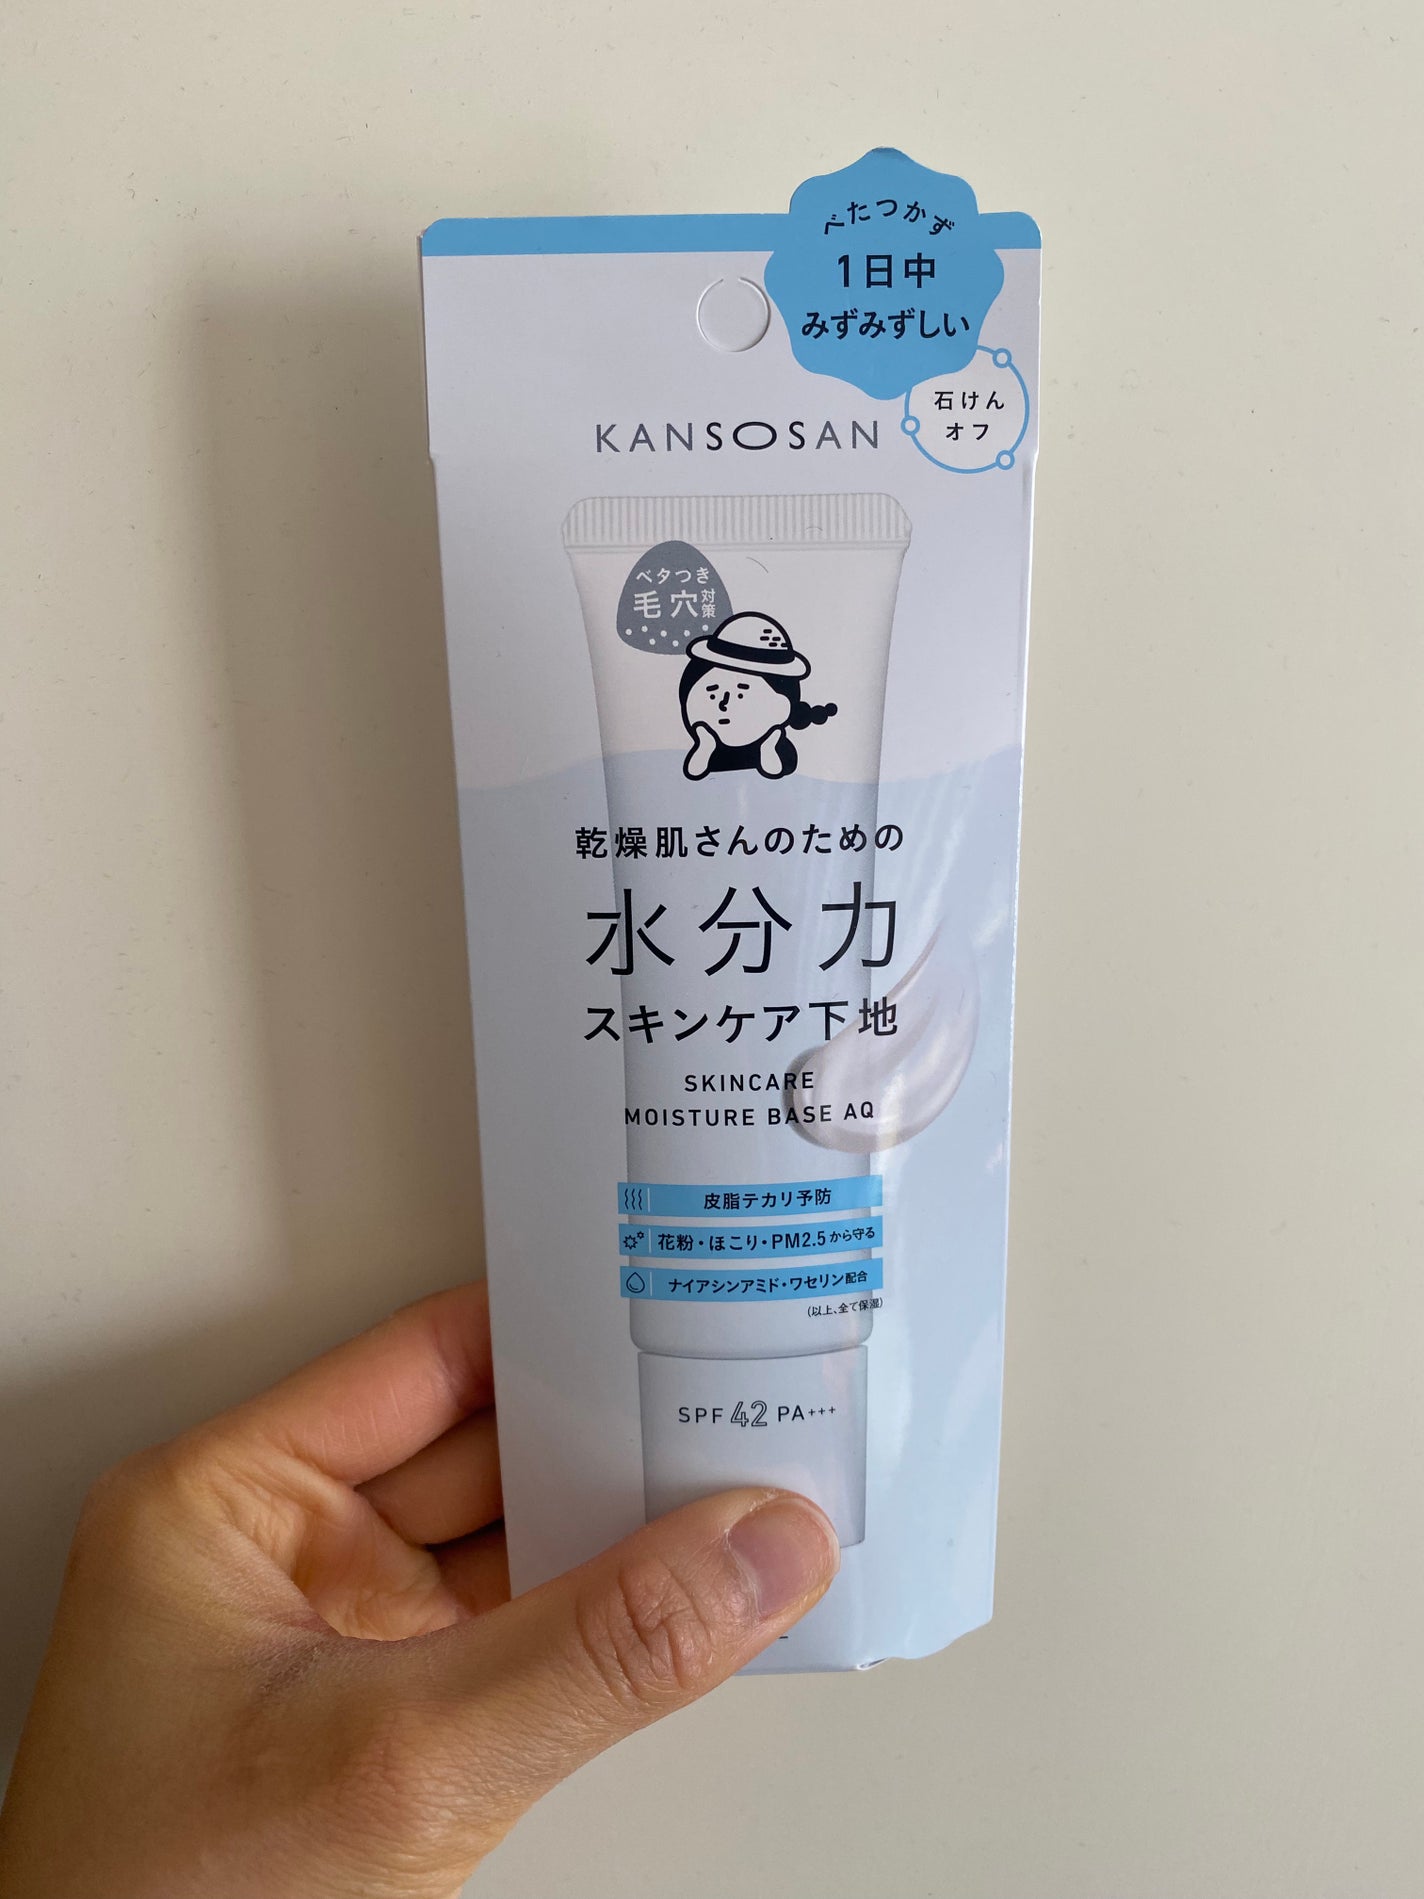 べたつかず
1日中
みずみずしい
石けん
オフ
KANSOSAN
ベタつき
毛穴対策
乾燥肌さんのための
水分力
スキンケア下地
SKINCARE
MOISTURE BASE AQ
皮脂テカリ予防
花粉・ほこり・PM2.5から守る
ナイアシンアミド・ワセリン配合
(以上、全て保湿)
SPF 42 PA+++